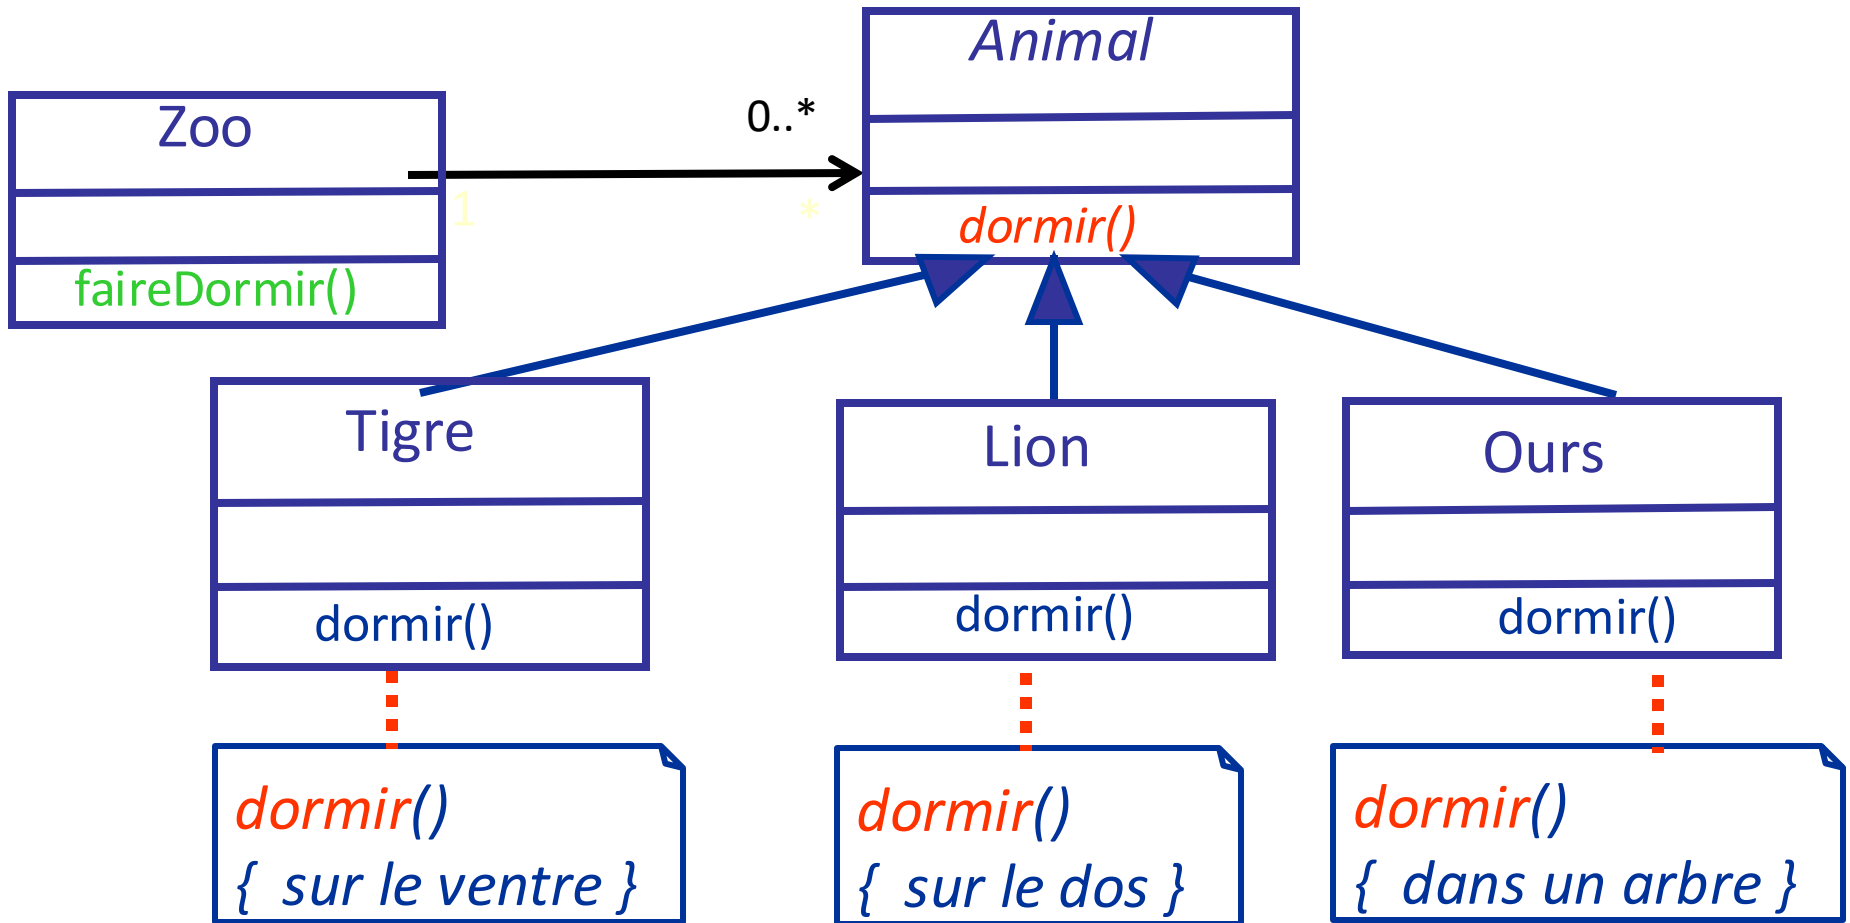 Animal
0..*
Zoo
1
*
dormir()
faireDormir()
Tigre
Lion
Ours
dormir()
dormir()
dormir()
dormir()
{ sur le ventre }
dormir()
{ sur le dos }
dormir()
{ dans un arbre }